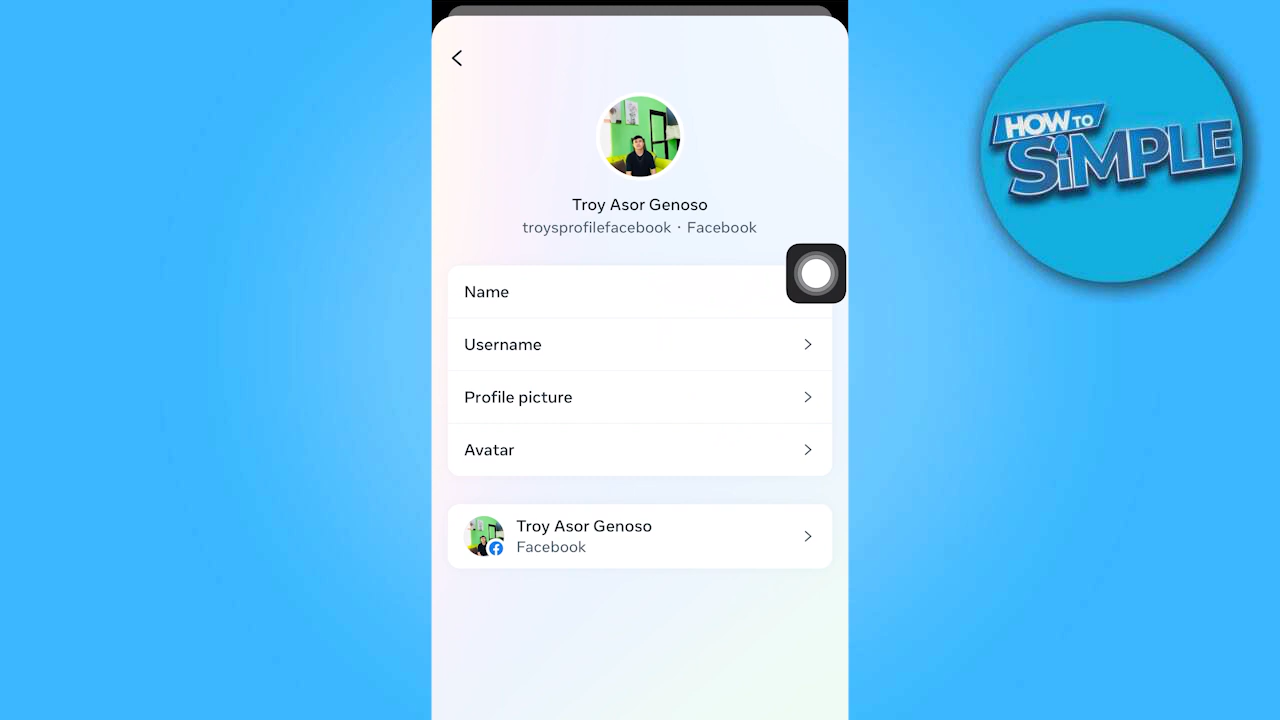 HOW TO
SiMPLE
Troy Asor Genoso
troysprofilefacebook · Facebook
Name
Username
Profile picture
Avatar
Troy Asor Genoso
Facebook